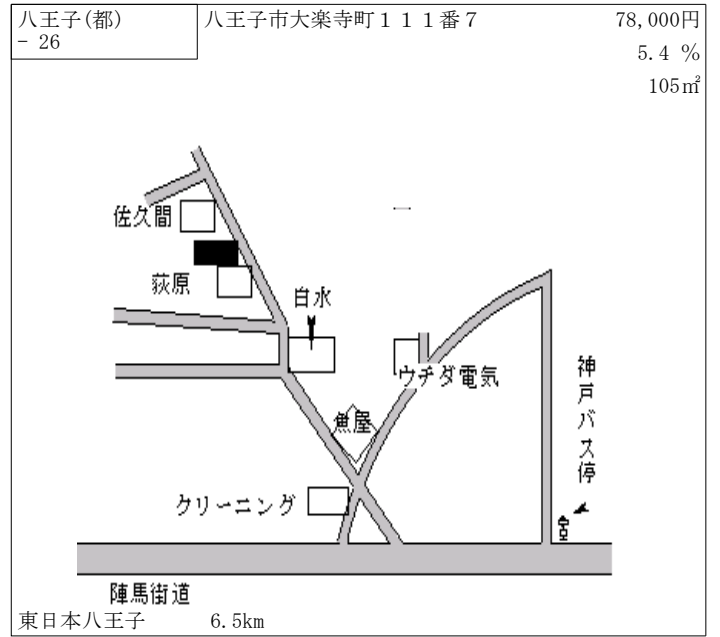 八王子(都)
- 26
八王子市大楽寺町１１１番７
78,000円
5.4 %
105㎡
佐久間
荻原
白水
ウチダ電気
神戸バス停
魚屋
クリーニング
陣馬街道
東日本八王子 6.5km